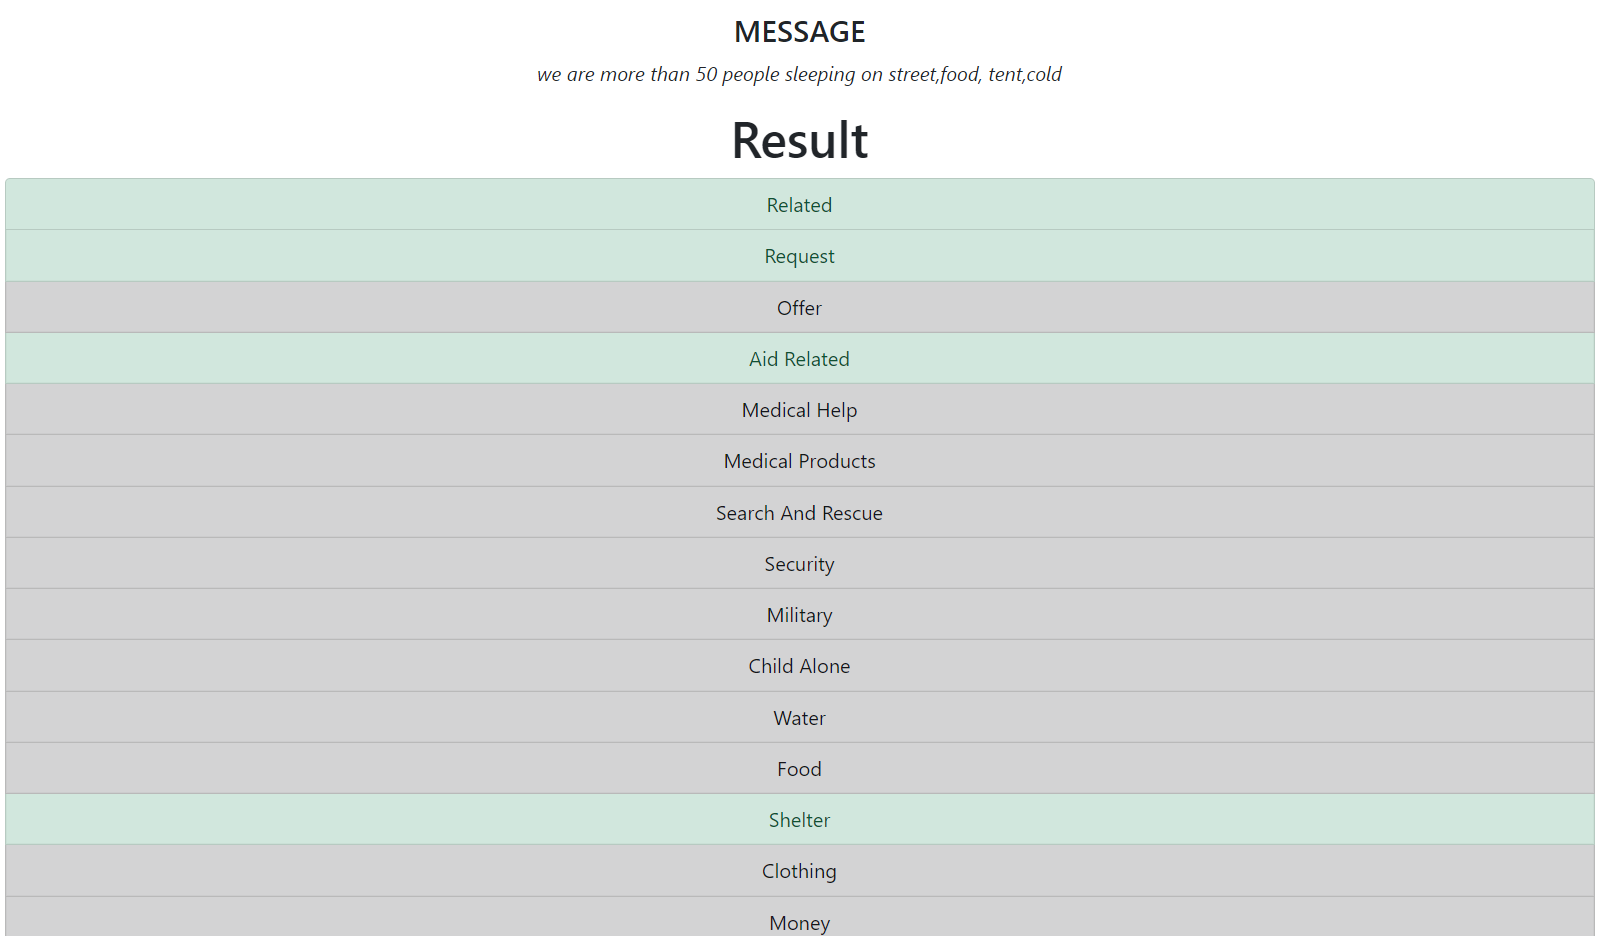 MESSAGE
we are more than 50 people sleeping on street,food, tent,cold
Result
Related
Request
Offer
Aid Related
Medical Help
Medical Products
Search And Rescue
Security
Military
Child Alone
Water
Food
Shelter
Clothing
Money